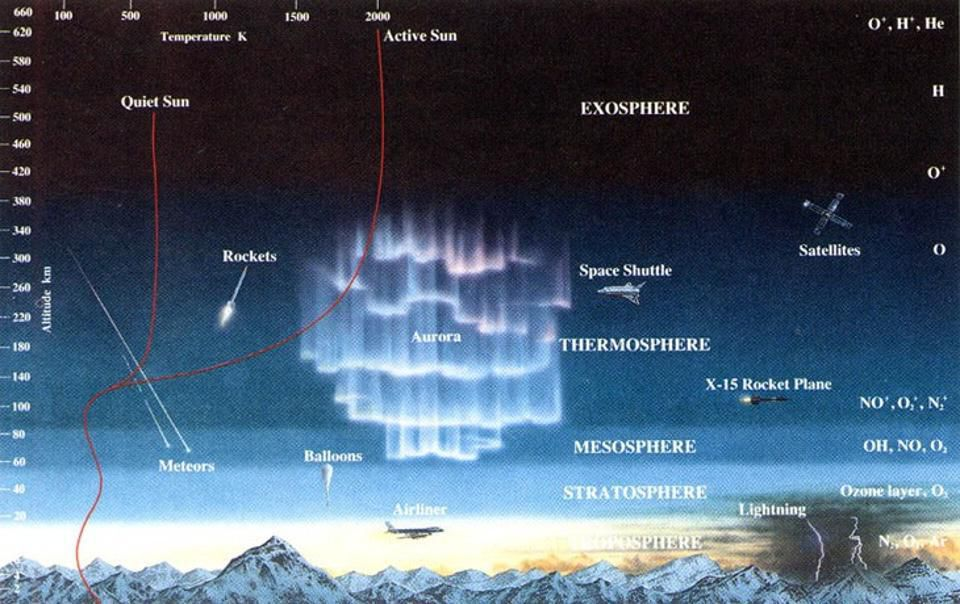 660 100 500 1000 1500 2000
620 Temperature K Active Sun O⁺, H⁺, He
580
540 Quiet Sun H
500 EXOSPHERE
460
420 O⁺
380
340 Satellites O
300 Rockets Space Shuttle
260 Altitude km
220 Aurora
180 THERMOSPHERE
140 X-15 Rocket Plane
100 NO⁺, O₂⁺, N₂⁺
80 MESOSPHERE OH, NO, O₂
60 Meteors Balloons
40 STRATOSPHERE Ozone layer, O₃
20 Airliner Lightning
TROPOSPHERE N₂, O₂, Ar